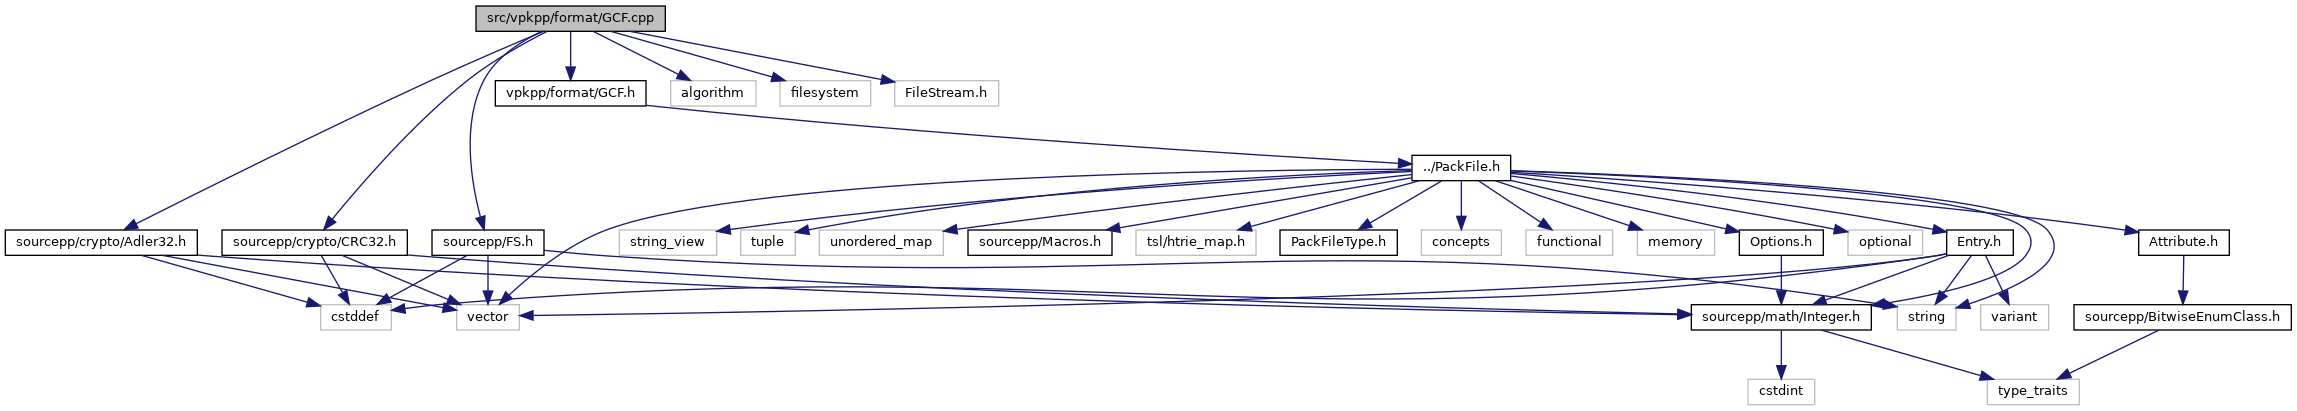 src/vpkpp/format/GCF.cpp
vpkpp/format/GCF.h
algorithm
filesystem
FileStream.h
../PackFile.h
sourcepp/crypto/Adler32.h
sourcepp/crypto/CRC32.h
sourcepp/FS.h
string_view
tuple
unordered_map
sourcepp/Macros.h
tsl/htrie_map.h
PackFileType.h
concepts
functional
memory
Options.h
optional
Entry.h
Attribute.h
cstddef
vector
sourcepp/math/Integer.h
string
variant
sourcepp/BitwiseEnumClass.h
cstdint
type_traits